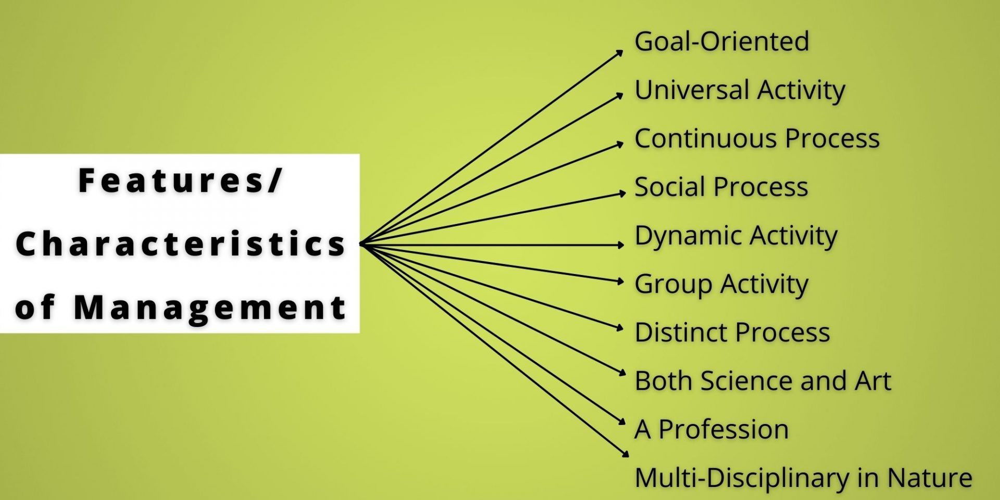 Features/
Characteristics
of Management
Goal-Oriented
Universal Activity
Continuous Process
Social Process
Dynamic Activity
Group Activity
Distinct Process
Both Science and Art
A Profession
Multi-Disciplinary in Nature